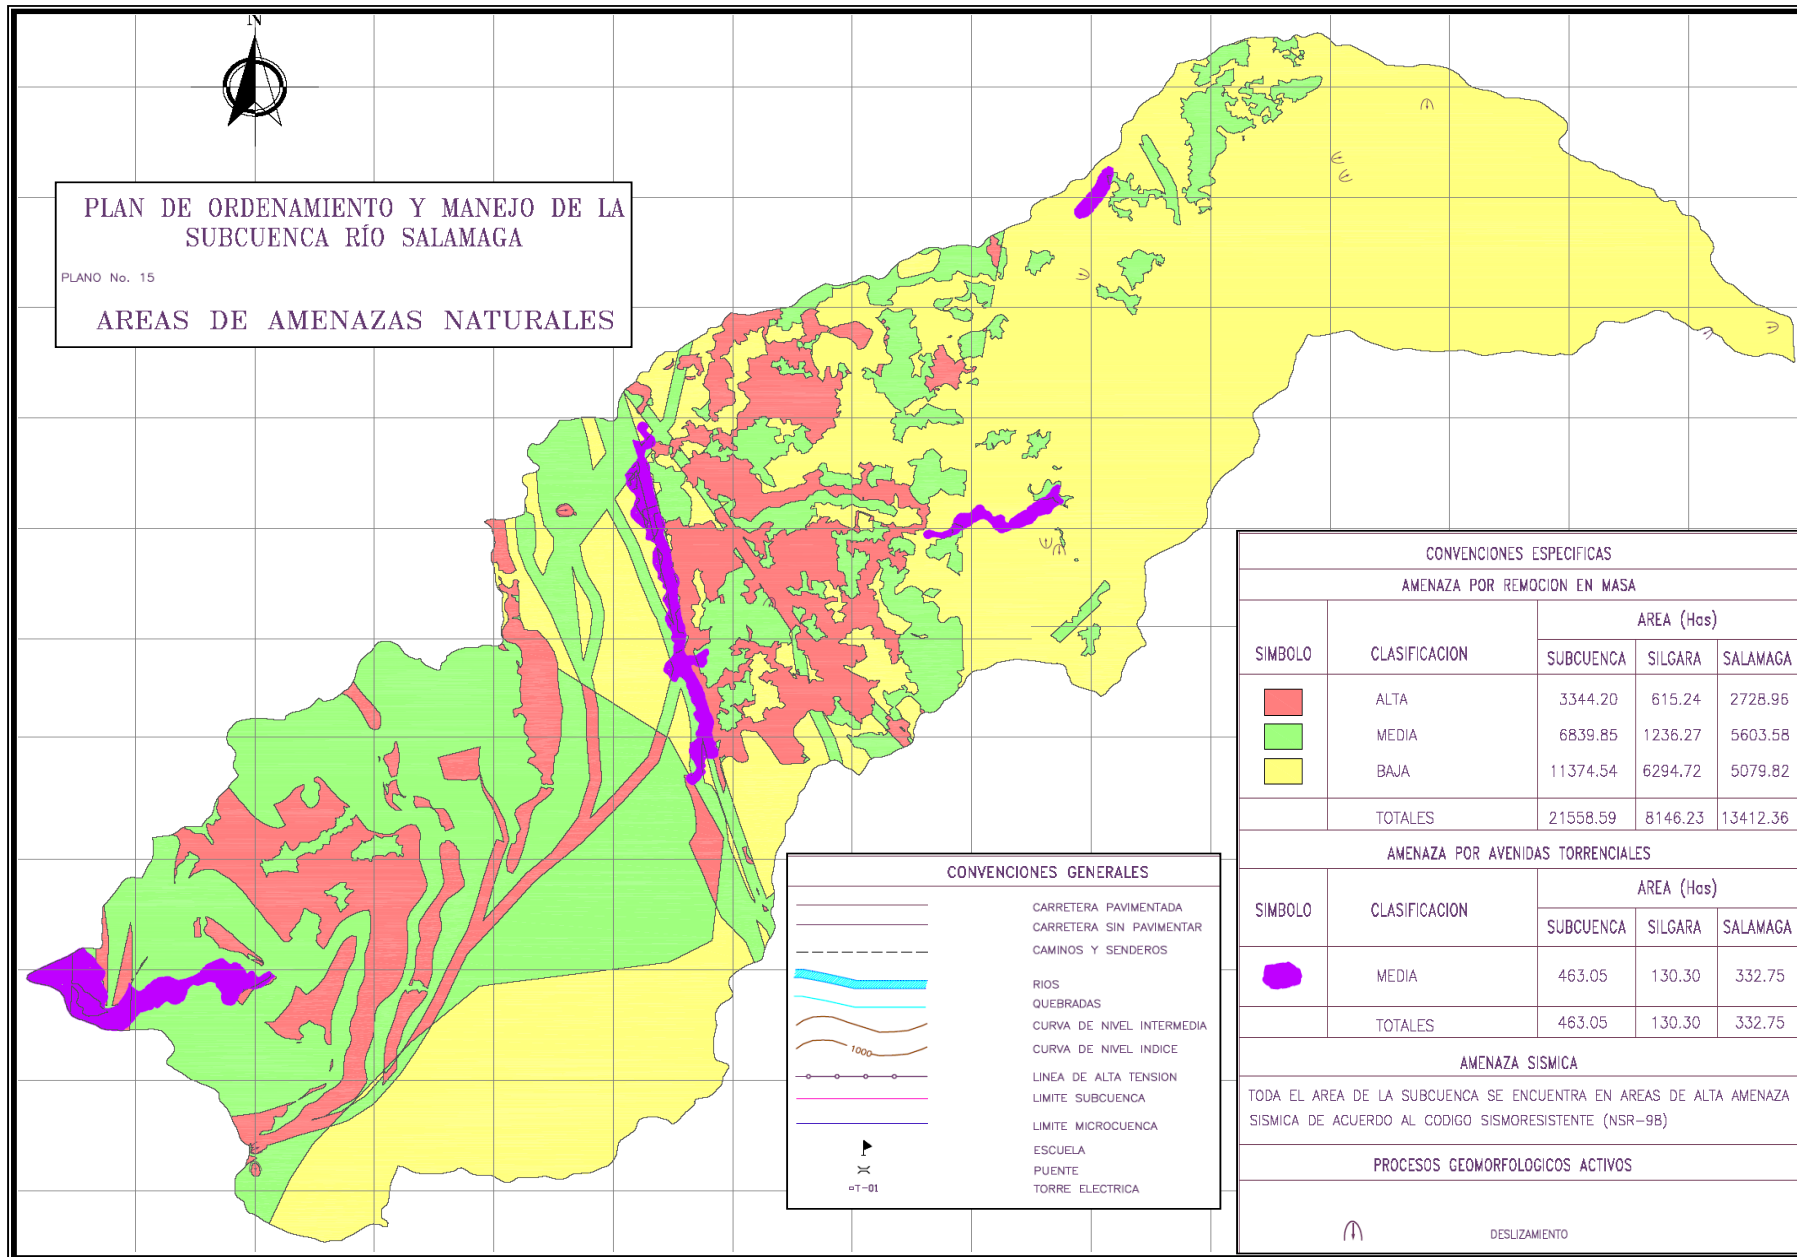 N
PLAN DE ORDENAMIENTO Y MANEJO DE LA
SUBCUENCA RÍO SALAMAGA
PLANO No. 15
AREAS DE AMENAZAS NATURALES
CONVENCIONES GENERALES
CARRETERA PAVIMENTADA
CARRETERA SIN PAVIMENTAR
CAMINOS Y SENDEROS
RIOS
QUEBRADAS
CURVA DE NIVEL INTERMEDIA
1000 CURVA DE NIVEL INDICE
LINEA DE ALTA TENSION
LIMITE SUBCUENCA
LIMITE MICROCUENCA
ESCUELA
PUENTE
T-01 TORRE ELECTRICA
CONVENCIONES ESPECIFICAS
AMENAZA POR REMOCION EN MASA
SIMBOLO CLASIFICACION AREA (Has)
SUBCUENCA SILGARA SALAMAGA
ALTA 3344.20 615.24 2728.96
MEDIA 6839.85 1236.27 5603.58
BAJA 11374.54 6294.72 5079.82
TOTALES 21558.59 8146.23 13412.36
AMENAZA POR AVENIDAS TORRENCIALES
SIMBOLO CLASIFICACION AREA (Has)
SUBCUENCA SILGARA SALAMAGA
MEDIA 463.05 130.30 332.75
TOTALES 463.05 130.30 332.75
AMENAZA SISMICA
TODA EL AREA DE LA SUBCUENCA SE ENCUENTRA EN AREAS DE ALTA AMENAZA
SISMICA DE ACUERDO AL CODIGO SISMORESISTENTE (NSR-98)
PROCESOS GEOMORFOLOGICOS ACTIVOS
DESLIZAMIENTO